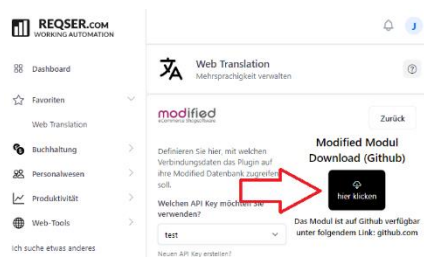 REQSER.COM
WORKING AUTOMATION
J
Dashboard
Favoriten
Web Translation
Buchhaltung
Personalwesen
Produktivität
Web-Tools
Ich suche etwas anderes
Web Translation
Mehrsprachigkeit verwalten
?
modified
eCommerce Shopsoftware
Zurück
Definieren Sie hier, mit welchen
Verbindungsdaten das Plugin auf
ihre Modified Datenbank zugreifen
soll.
Welchen API Key möchten Sie
verwenden?
test
Neuen API Key erstellen?
Modified Modul
Download (Github)
hier klicken
Das Modul ist auf Github verfügbar
unter folgendem Link: github.com